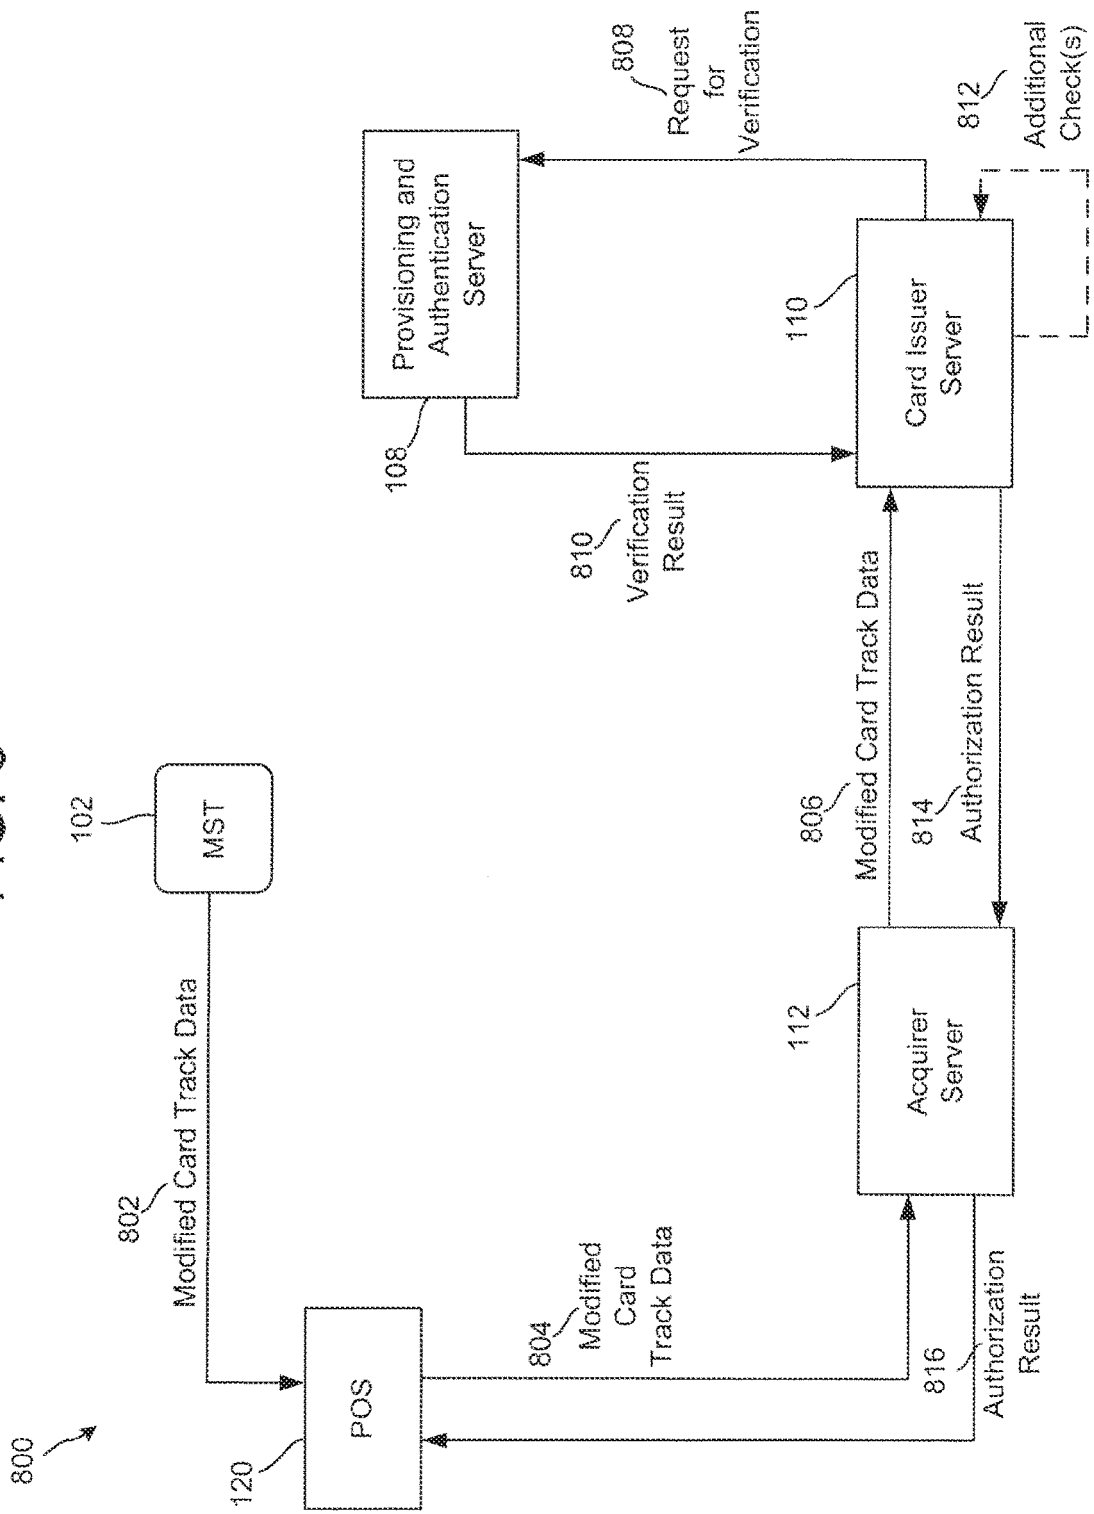 800
102
MST
802
Modified Card Track Data
120
POS
804
Modified
Card
Track Data
816
Authorization
Result
112
Acquirer
Server
806
Modified Card Track Data
814
Authorization Result
108
Provisioning and
Authentication
Server
810
Verification
Result
808
Request
for
Verification
110
Card Issuer
Server
812
Additional
Check(s)